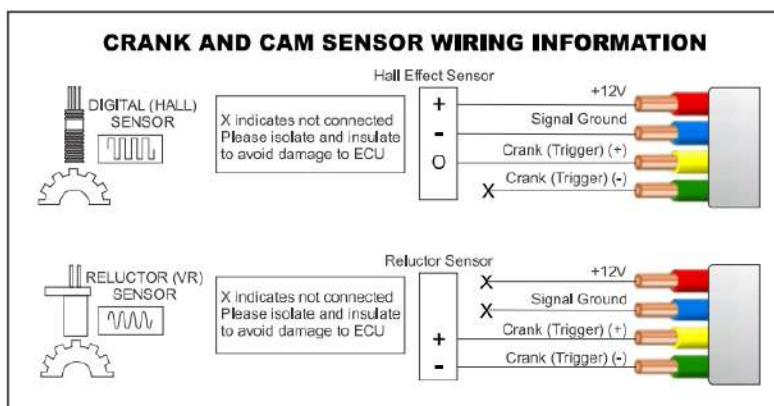 CRANK AND CAM SENSOR WIRING INFORMATION
DIGITAL (HALL)
SENSOR
X indicates not connected
Please isolate and insulate
to avoid damage to ECU
Hall Effect Sensor
+
-
O
+12V
Signal Ground
Crank (Trigger) (+)
Crank (Trigger) (-)
X
RELUCTOR (VR)
SENSOR
X indicates not connected
Please isolate and insulate
to avoid damage to ECU
Reluctor Sensor
+
-
X
+12V
X
Signal Ground
Crank (Trigger) (+)
Crank (Trigger) (-)